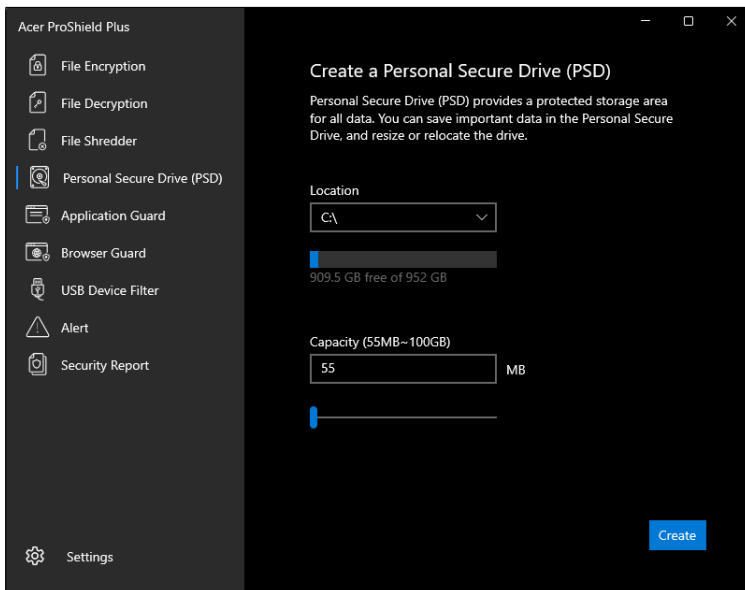 Acer ProShield Plus
File Encryption
File Decryption
File Shredder
Personal Secure Drive (PSD)
Application Guard
Browser Guard
USB Device Filter
Alert
Security Report
Settings
Create a Personal Secure Drive (PSD)
Personal Secure Drive (PSD) provides a protected storage area
for all data. You can save important data in the Personal Secure
Drive, and resize or relocate the drive.
Location
C:\
909.5 GB free of 952 GB
Capacity (55MB~100GB)
55 MB
Create